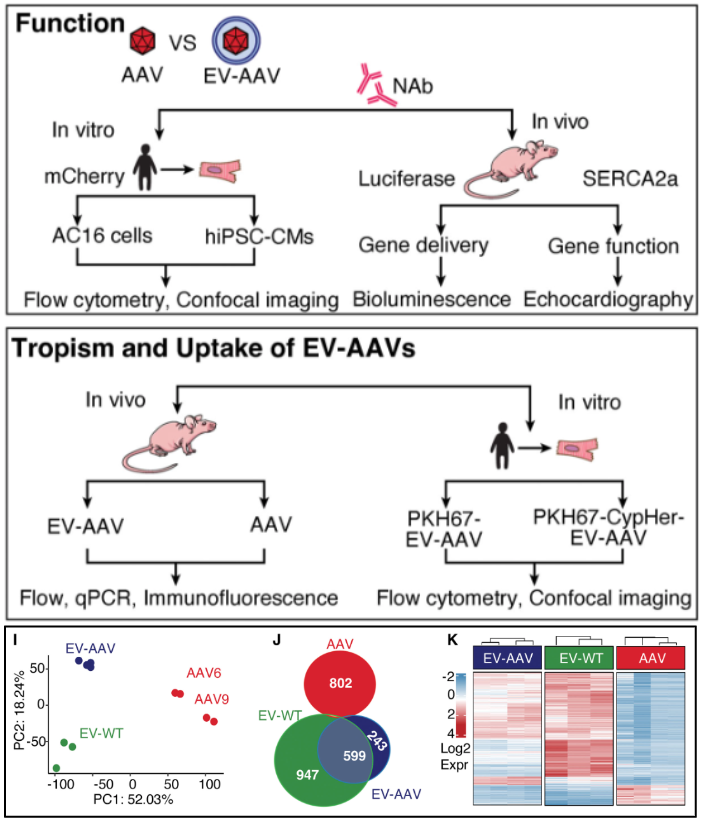 Function
AAV VS EV-AAV
NAb
In vitro
In vivo
mCherry
Luciferase
SERCA2a
AC16 cells
hiPSC-CMs
Gene delivery
Gene function
Flow cytometry, Confocal imaging
Bioluminescence
Echocardiography
Tropism and Uptake of EV-AAVs
In vivo
In vitro
EV-AAV
AAV
PKH67-
EV-AAV
PKH67-CypHer-
EV-AAV
Flow, qPCR, Immunofluorescence
Flow cytometry, Confocal imaging
I
EV-AAV
AAV6
AAV9
EV-WT
PC2: 18.24%
50
0
-50
-100
-50
0
50
100
PC1: 52.03%
J
AAV
802
EV-WT
243
599
947
EV-AAV
K
EV-AAV
EV-WT
AAV
-2
0
2
4
Log2
Expr